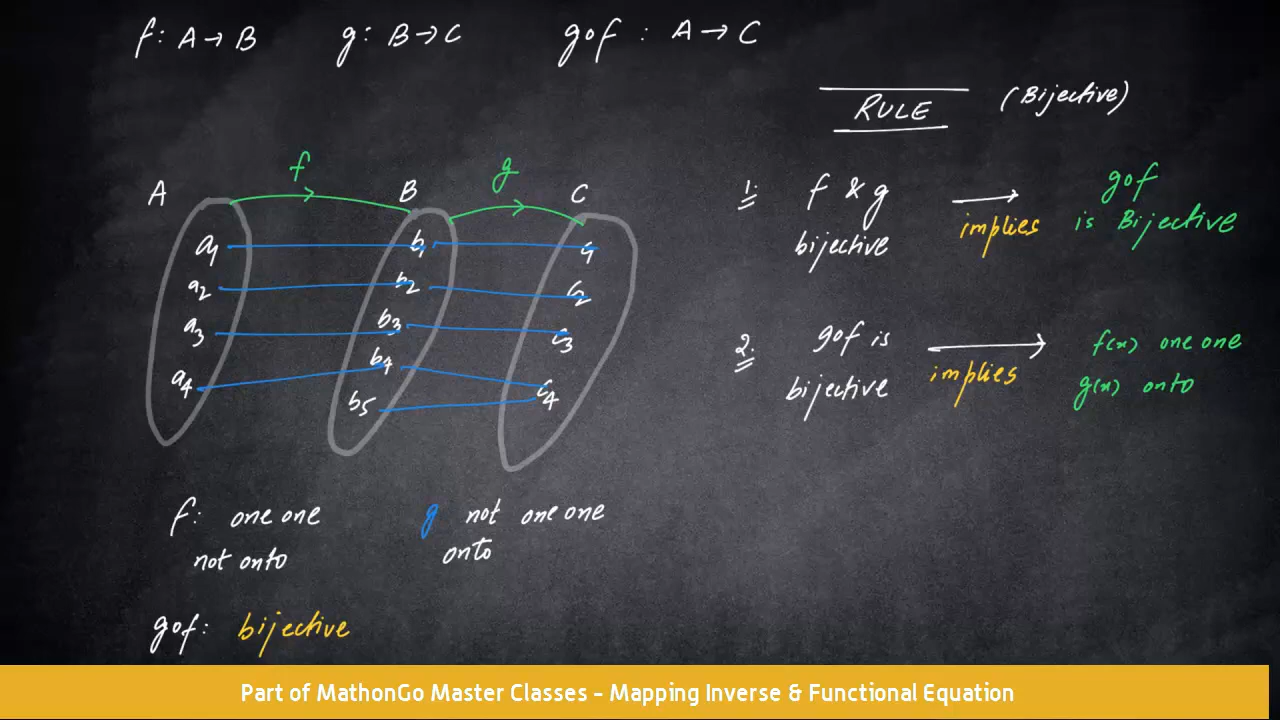 f: A→B g: B→C gof : A→C
RULE (Bijective)
f
g
A B C
a1 b1 c1
a2 b2 c2
a3 b3 c3
a4 b4 c4
b5
1. f & g → gof
bijective implies is Bijective
2. gof is → f(x) one one
bijective implies g(x) onto
f: one one g not one one
not onto onto
gof: bijective
Part of MathonGo Master Classes – Mapping Inverse & Functional Equation